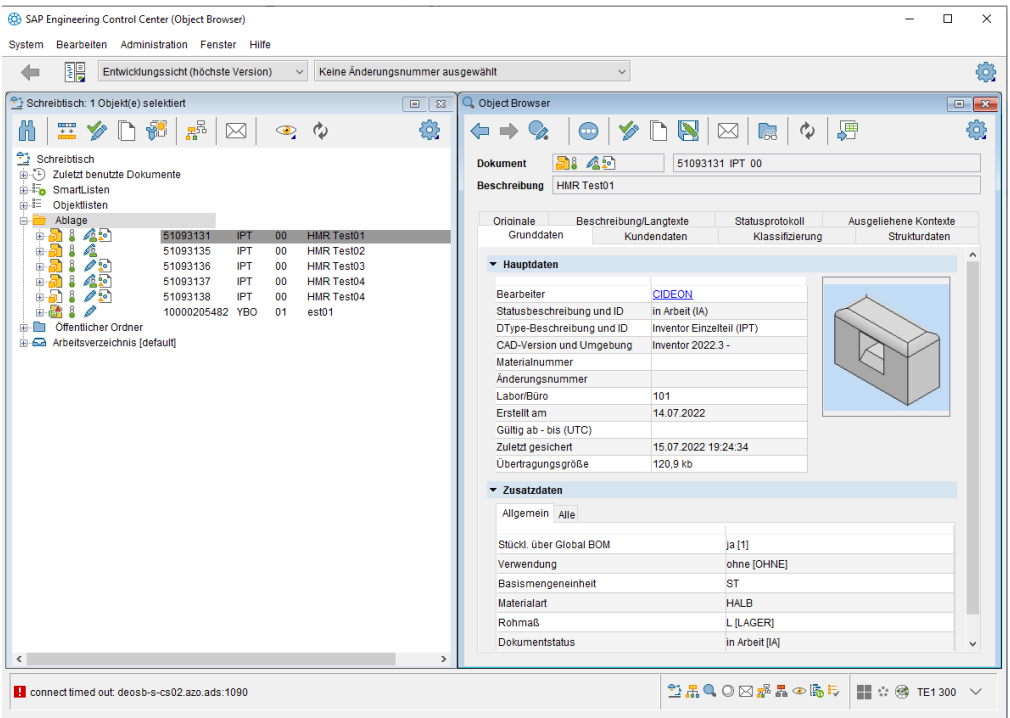 SAP Engineering Control Center (Object Browser)
System Bearbeiten Administration Fenster Hilfe
Entwicklungssicht (höchste Version) Keine Änderungsnummer ausgewählt
Schreibtisch: 1 Objekt(e) selektiert
Schreibtisch
Zuletzt benutzte Dokumente
SmartListen
Objektlisten
Ablage
51093131 IPT 00 HMR Test01
51093135 IPT 00 HMR Test02
51093136 IPT 00 HMR Test03
51093137 IPT 00 HMR Test04
51093138 IPT 00 HMR Test04
10000205482 YBO 01 est01
Öffentlicher Ordner
Arbeitsverzeichnis [default]
Object Browser
Dokument 51093131 IPT 00
Beschreibung HMR Test01
Originale Beschreibung/Langtexte Statusprotokoll Ausgeliehene Kontexte
Grunddaten Kundendaten Klassifizierung Strukturdaten
Hauptdaten
Bearbeiter CIDEON
Statusbeschreibung und ID in Arbeit (IA)
DType-Beschreibung und ID Inventor Einzelteil (IPT)
CAD-Version und Umgebung Inventor 2022.3 -
Materialnummer
Änderungsnummer
Labor/Büro 101
Erstellt am 14.07.2022
Gültig ab - bis (UTC)
Zuletzt gesichert 15.07.2022 19:24:34
Übertragungsgröße 120,9 kb
Zusatzdaten
Allgemein Alle
Stückl. über Global BOM ja [1]
Verwendung ohne [OHNE]
Basismengeneinheit ST
Materialart HALB
Rohmaß L [LAGER]
Dokumentstatus in Arbeit [IA]
connect timed out: deosb-s-cs02.azo.ads:1090
TE1 300